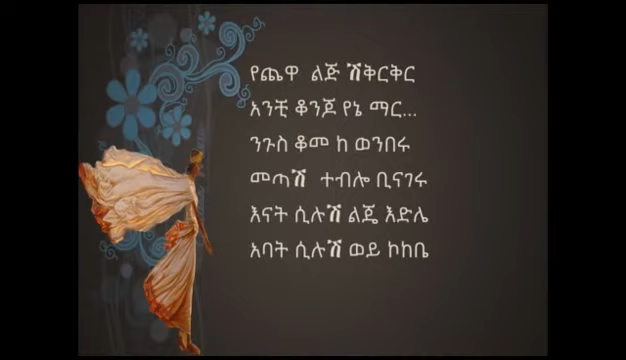 የጨዋ ልጅ ሽቅርቅር
አንቺ ቆንጆ የኔ ማር...
ንጉስ ቆመ ከ ወንበሩ
መጣሽ ተብሎ ቢናገሩ
እናት ሲሉሽ ልጄ እድሌ
አባት ሲሉሽ ወይ ኮከቤ